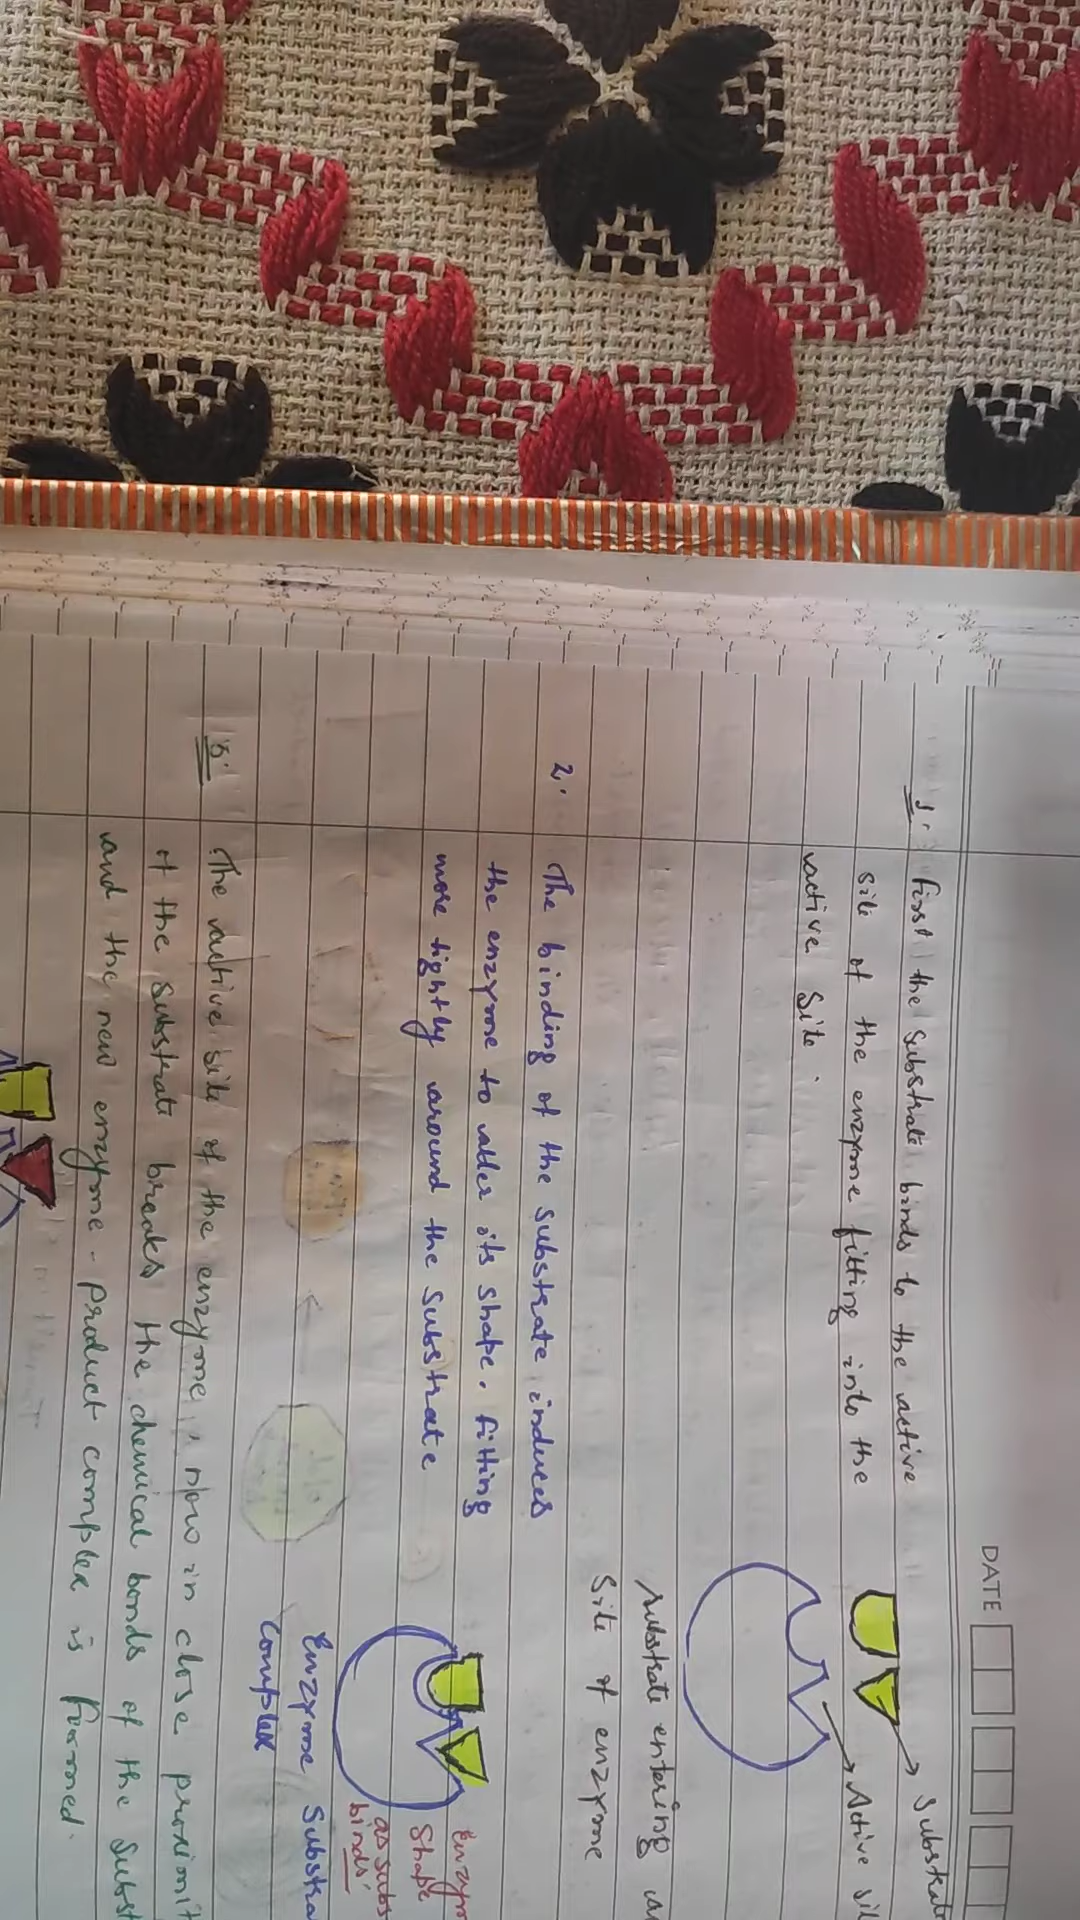 DATE
1. First the substrate binds to the active
site of the enzyme fitting into the
active site.
Substrate
Active
substrate entering
site of enzyme
2. The binding of the substrate induces
the enzyme to alter its shape. fitting
more tightly around the substrate
shape
as subs
binds.
Enzyme Substra
complex
The active site of the enzyme, now in close proximit
of the substrate breaks the chemical bonds of the subst
and the new enzyme - product complex is formed.